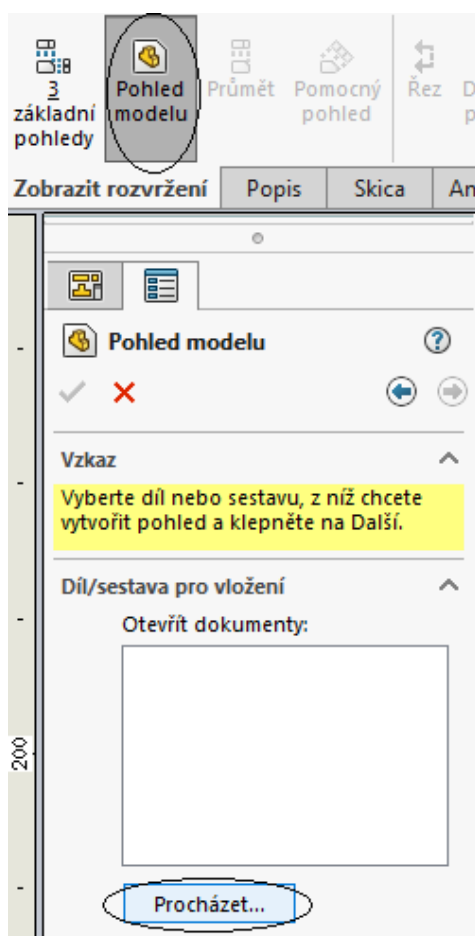 3
základní
pohledy
Pohled
modelu
Průmět
Pomocný
pohled
Řez
D
p
Zobrazit rozvržení
Popis
Skica
An
Pohled modelu
Vzkaz
Vyberte díl nebo sestavu, z níž chcete
vytvořit pohled a klepněte na Další.
Díl/sestava pro vložení
Otevřít dokumenty:
200
Procházet...